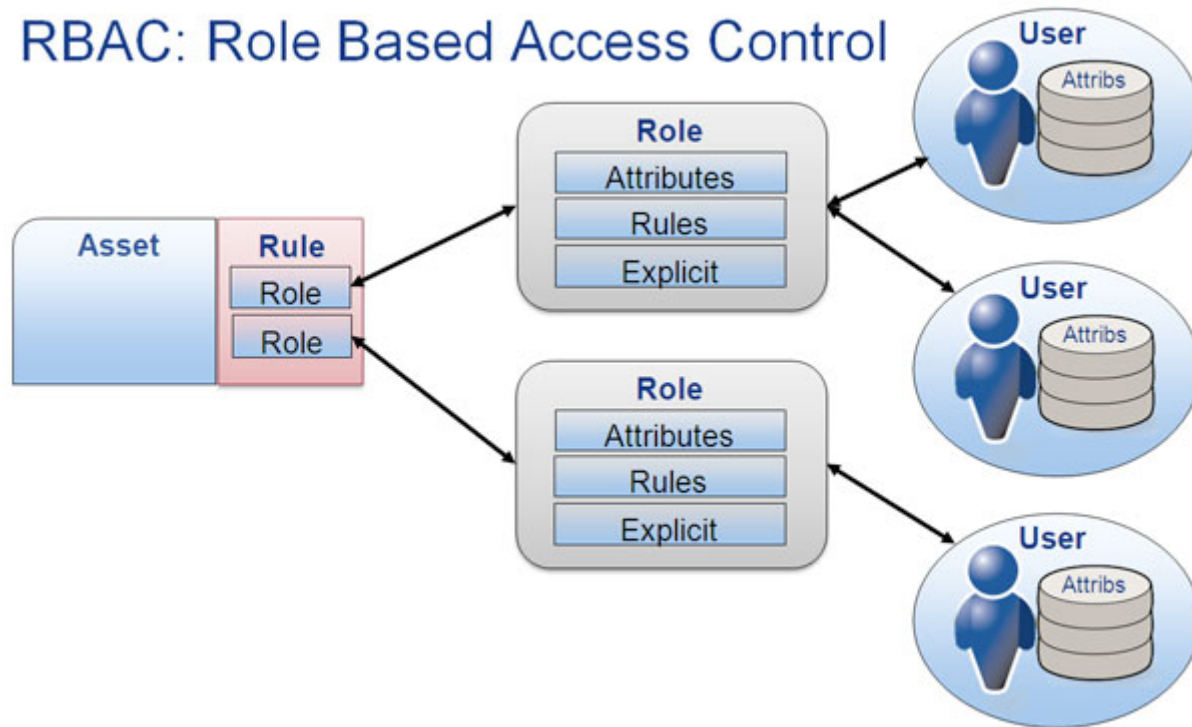 RBAC: Role Based Access Control
Asset
Rule
Role
Role
Role
Attributes
Rules
Explicit
Role
Attributes
Rules
Explicit
User
Attribs
User
Attribs
User
Attribs